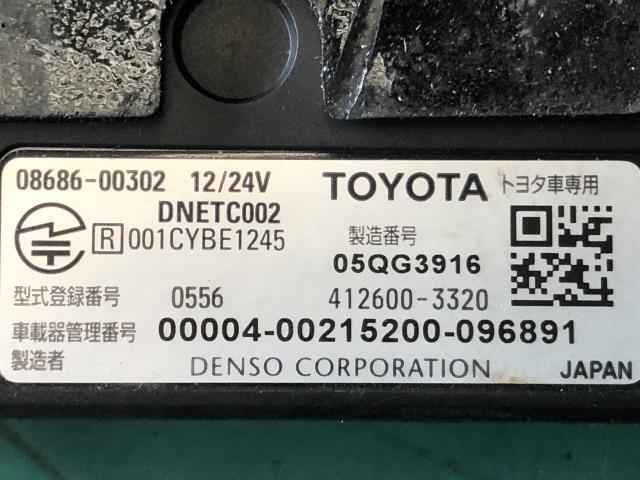 08686-00302 12/24V TOYOTA トヨタ車専用
DNETC002
R 001CYBE1245 製造番号
05QG3916
型式登録番号 0556 412600-3320
車載器管理番号 00004-00215200-096891
製造者 DENSO CORPORATION JAPAN